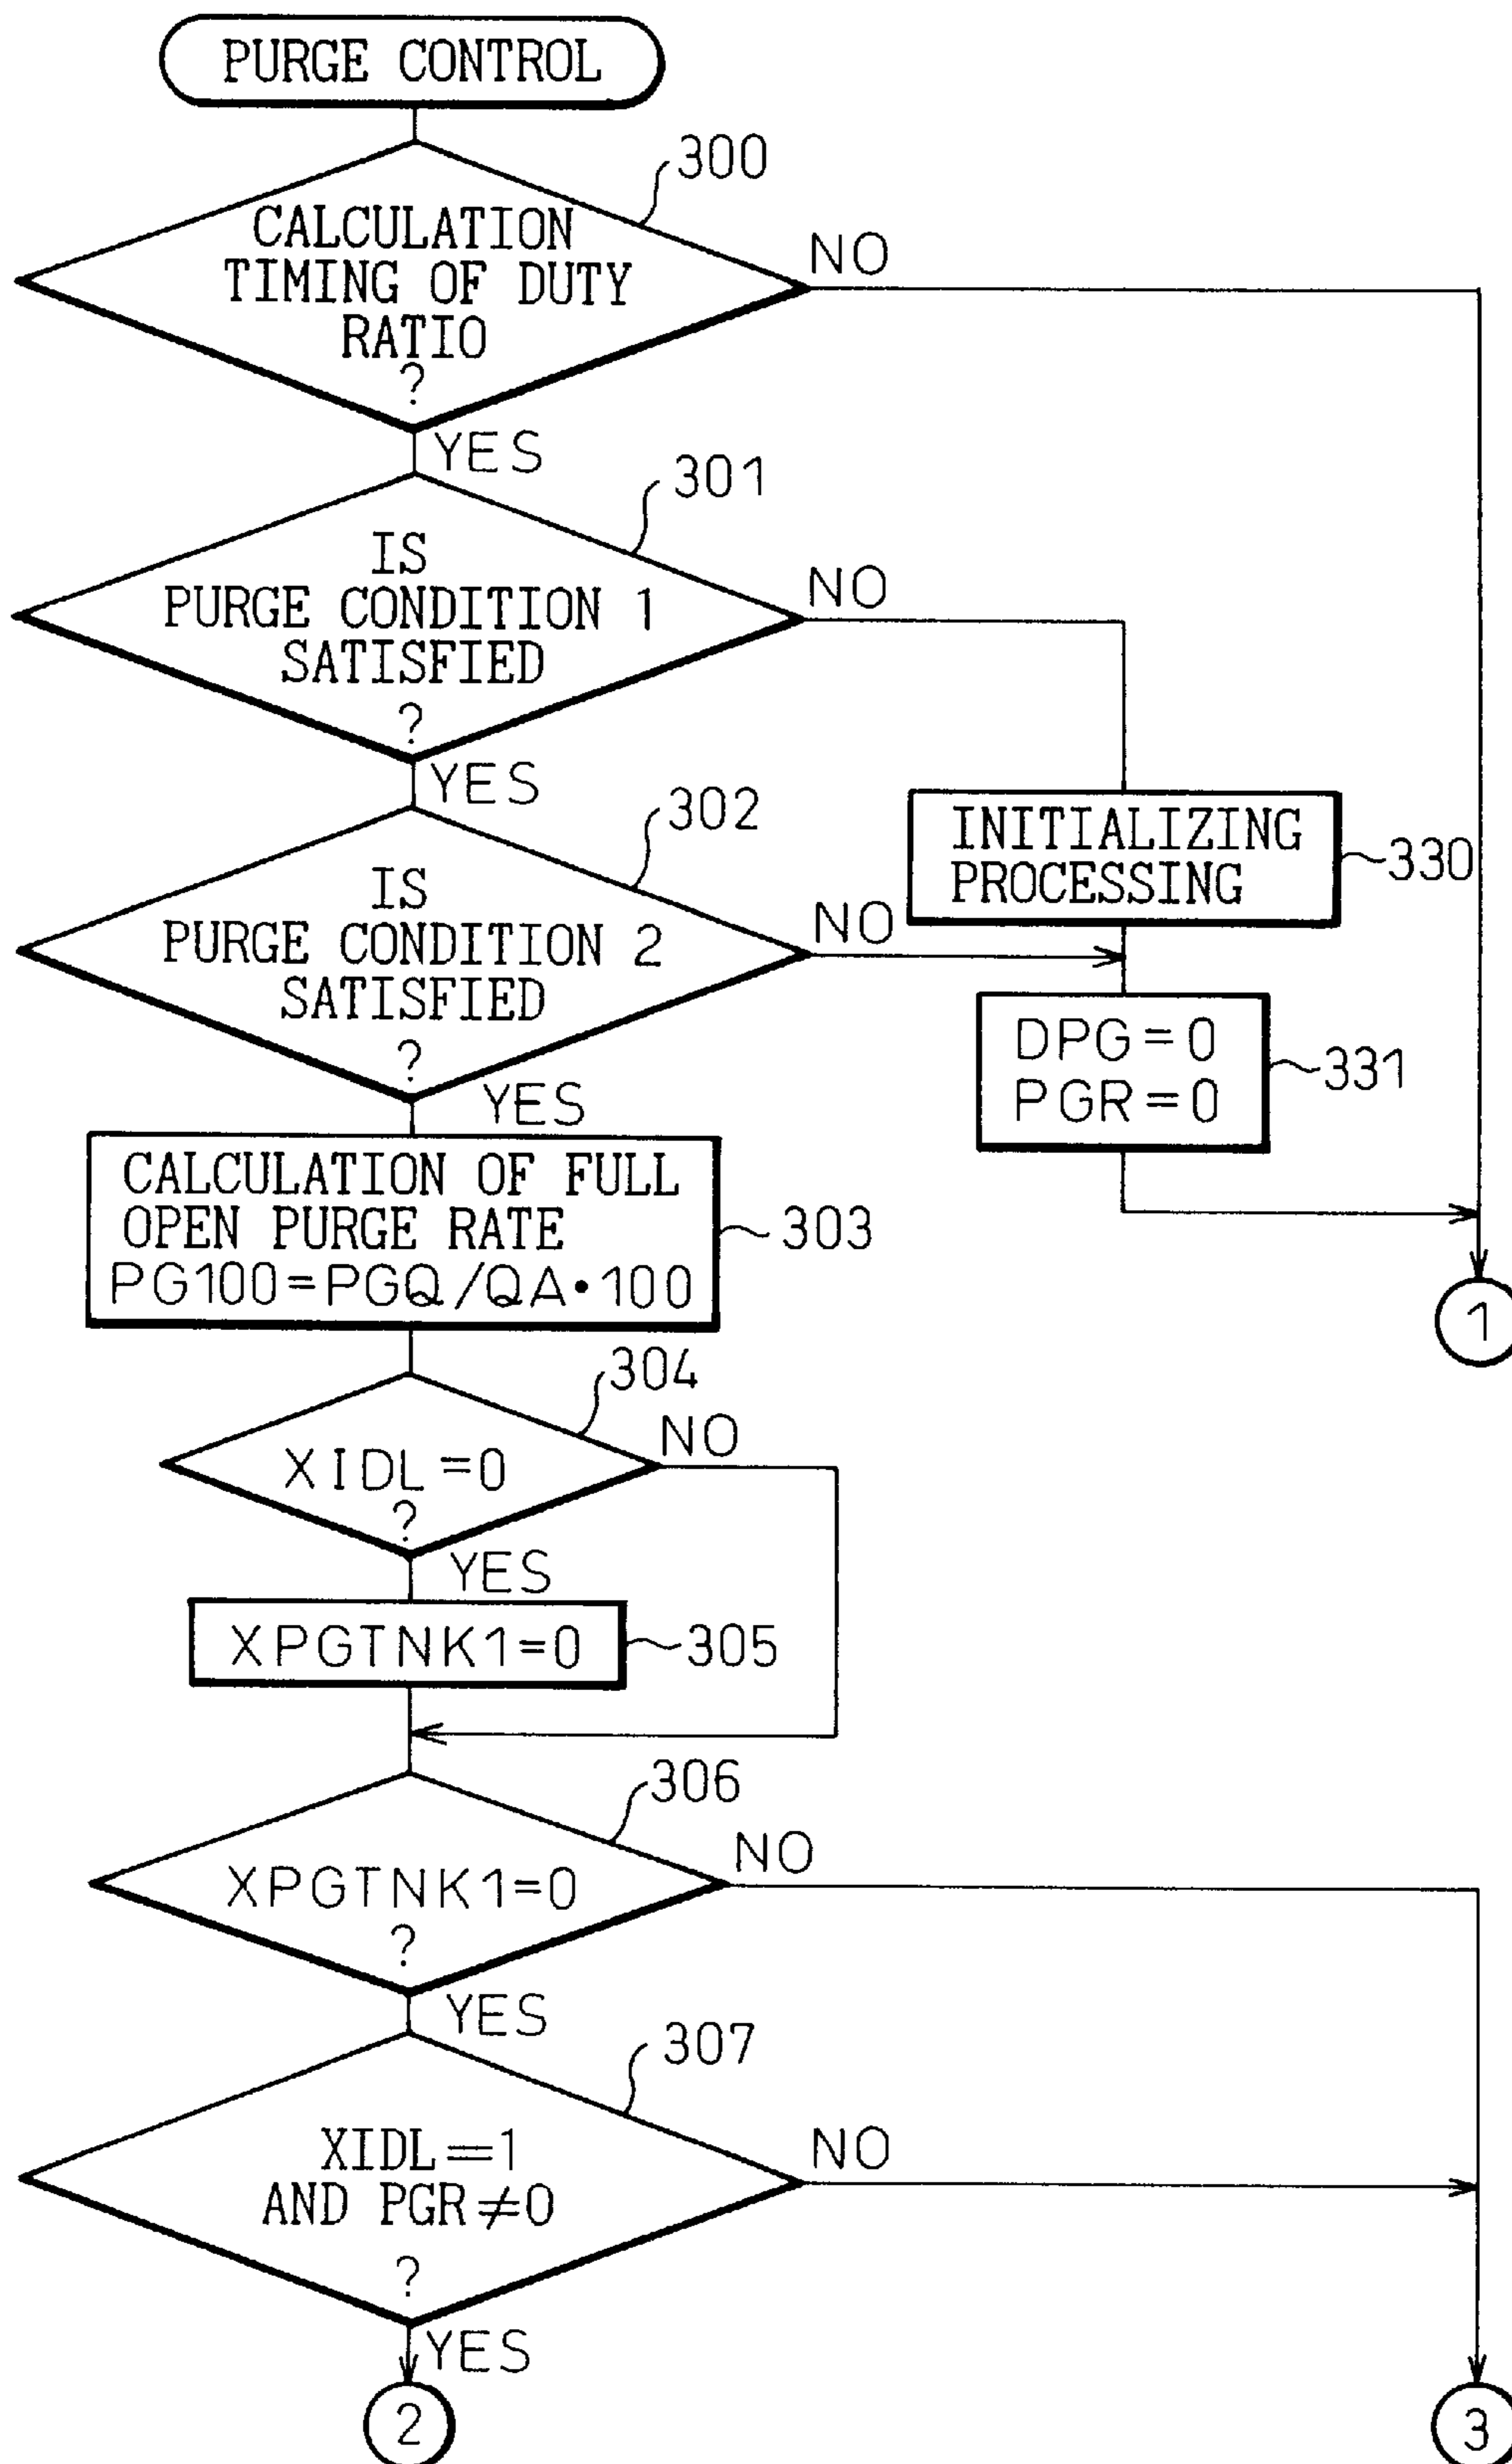 PURGE CONTROL
300
CALCULATION
TIMING OF DUTY
RATIO
?
NO
YES
301
IS
PURGE CONDITION 1
SATISFIED
?
NO
YES
302
INITIALIZING
PROCESSING
330
IS
PURGE CONDITION 2
SATISFIED
?
NO
YES
DPG=0
PGR=0
331
CALCULATION OF FULL
OPEN PURGE RATE
PG100=PGQ/QA•100
303
1
304
XIDL=0
?
NO
YES
XPGTNK1=0
305
306
XPGTNK1=0
?
NO
YES
307
XIDL=1
AND PGR≠0
?
NO
YES
2
3